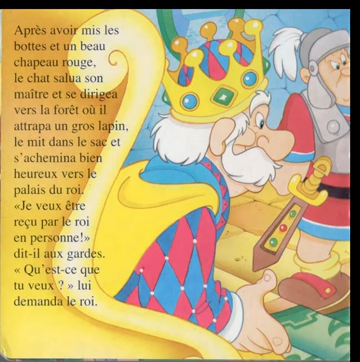 Après avoir mis les
bottes et un beau
chapeau rouge,
le chat salua son
maître et se dirigea
vers la forêt où il
attrapa un gros lapin,
le mit dans le sac et
s'achemina bien
heureux vers le
palais du roi.
«Je veux être
reçu par le roi
en personne!»
dit-il aux gardes.
« Qu'est-ce que
tu veux ? » lui
demanda le roi.